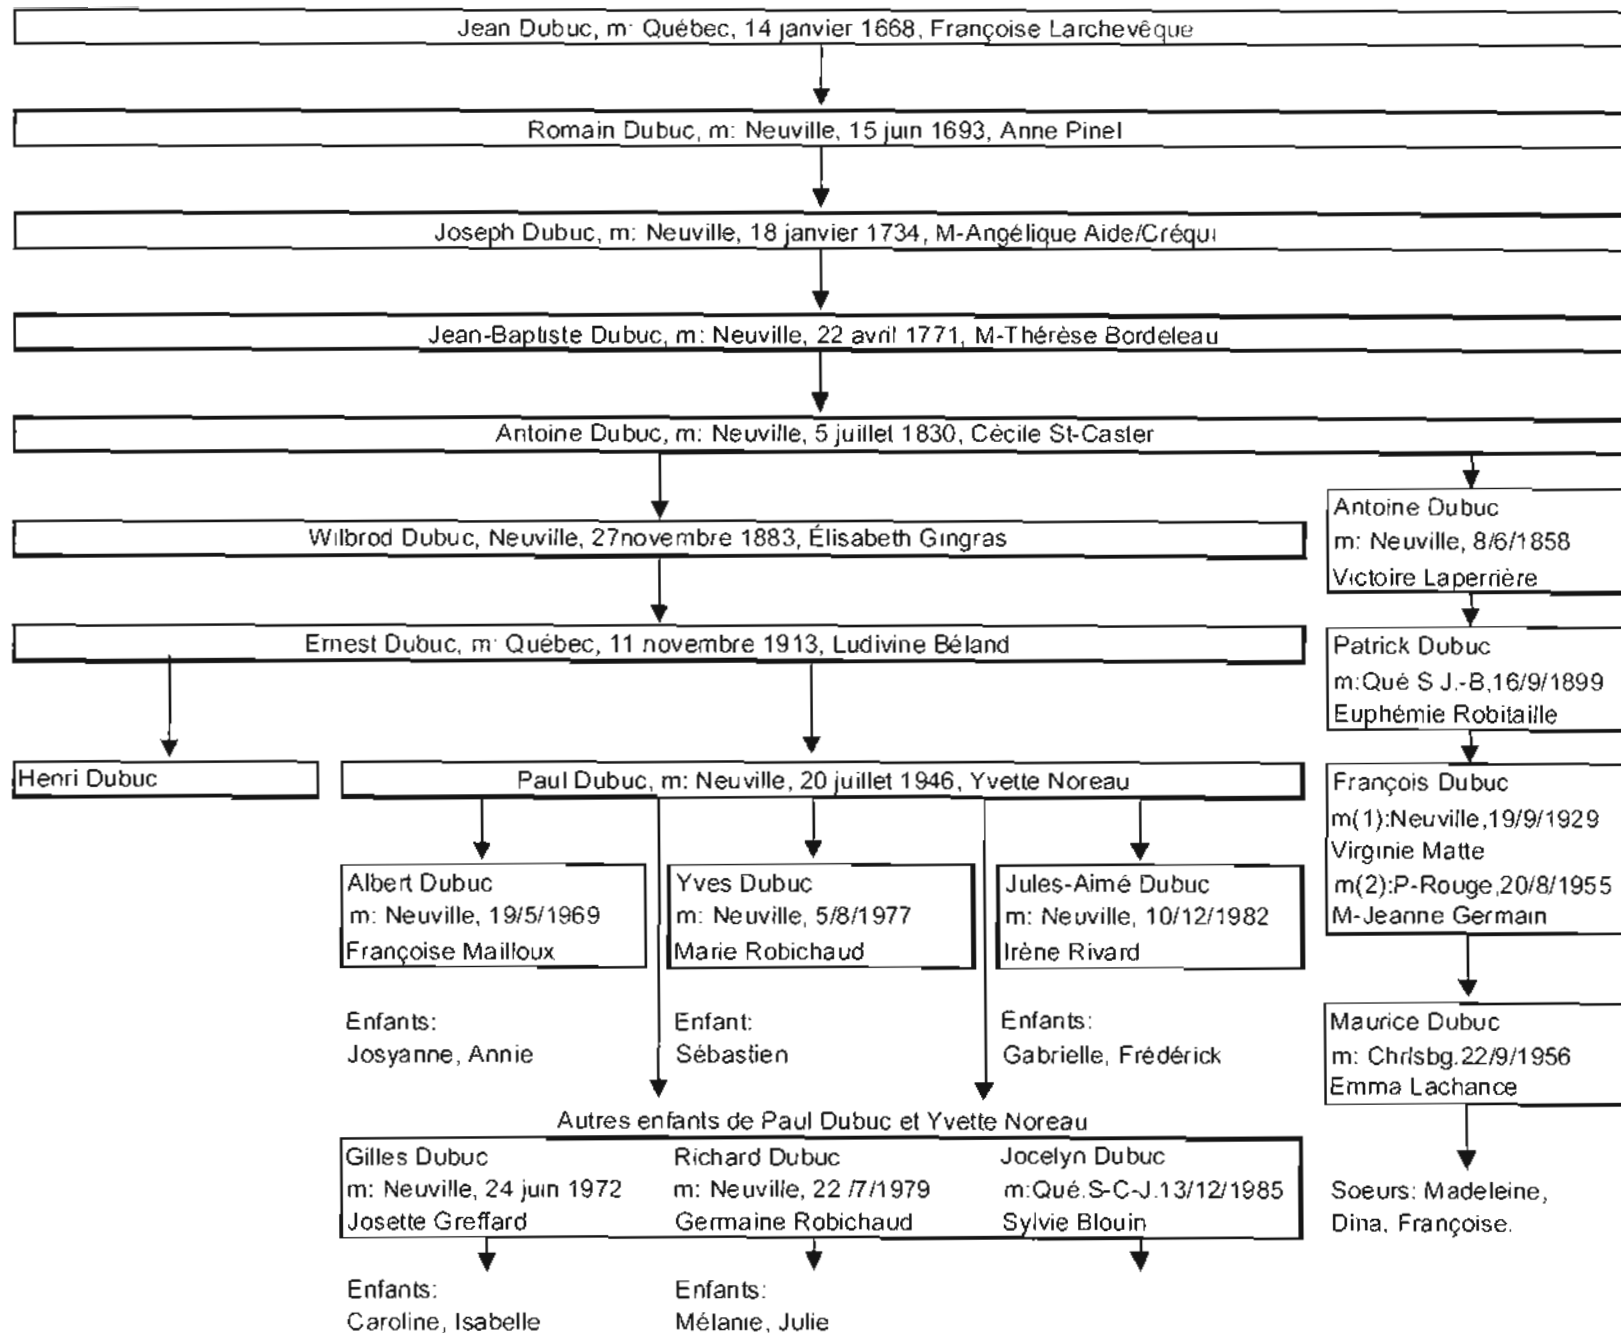 Jean Dubuc, m: Québec, 14 janvier 1668, Françoise Larchevêque
Romain Dubuc, m: Neuville, 15 juin 1693, Anne Pinel
Joseph Dubuc, m: Neuville, 18 janvier 1734, M-Angélique Aide/Créqui
Jean-Baptiste Dubuc, m: Neuville, 22 avril 1771, M-Thérèse Bordeleau
Antoine Dubuc, m: Neuville, 5 juillet 1830, Cécile St-Caster
Wilbrod Dubuc, Neuville, 27novembre 1883, Élisabeth Gingras
Ernest Dubuc, m: Québec, 11 novembre 1913, Ludivine Béland
Henri Dubuc
Paul Dubuc, m: Neuville, 20 juillet 1946, Yvette Noreau
Albert Dubuc
m: Neuville, 19/5/1969
Françoise Mailloux
Enfants:
Josyanne, Annie
Yves Dubuc
m: Neuville, 5/8/1977
Marie Robichaud
Enfant:
Sébastien
Jules-Aimé Dubuc
m: Neuville, 10/12/1982
Irène Rivard
Enfants:
Gabrielle, Frédérick
Autres enfants de Paul Dubuc et Yvette Noreau
Gilles Dubuc
m: Neuville, 24 juin 1972
Josette Greffard
Enfants:
Caroline, Isabelle
Richard Dubuc
m: Neuville, 22 /7/1979
Germaine Robichaud
Enfants:
Mélanie, Julie
Jocelyn Dubuc
m:Qué.S-C-J.13/12/1985
Sylvie Blouin
Antoine Dubuc
m: Neuville, 8/6/1858
Victoire Laperrière
Patrick Dubuc
m:Qué S J.-B,16/9/1899
Euphémie Robitaille
François Dubuc
m(1):Neuville,19/9/1929
Virginie Matte
m(2):P-Rouge,20/8/1955
M-Jeanne Germain
Maurice Dubuc
m: Chrlsbg.22/9/1956
Emma Lachance
Soeurs: Madeleine,
Dina, Françoise.